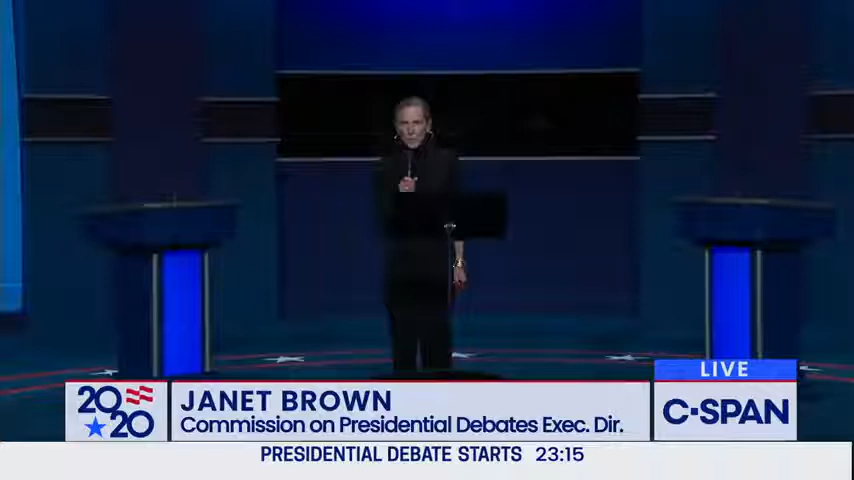 LIVE
2020
JANET BROWN
Commission on Presidential Debates Exec. Dir.
C-SPAN
PRESIDENTIAL DEBATE STARTS 23:15